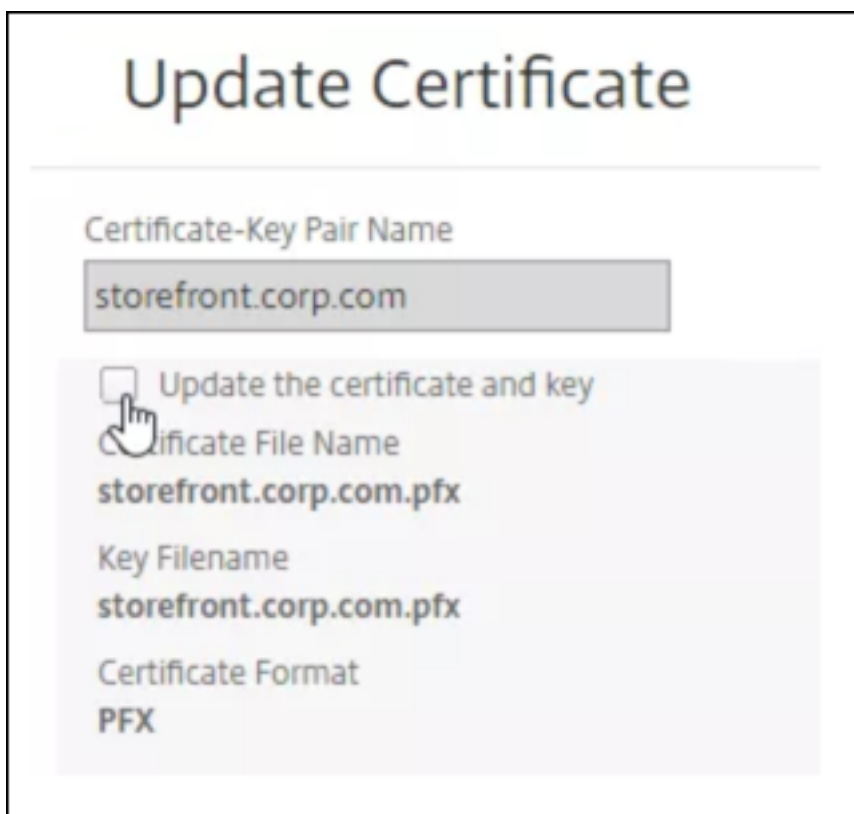 Update Certificate
Certificate-Key Pair Name
storefront.corp.com
Update the certificate and key
Certificate File Name
storefront.corp.com.pfx
Key Filename
storefront.corp.com.pfx
Certificate Format
PFX